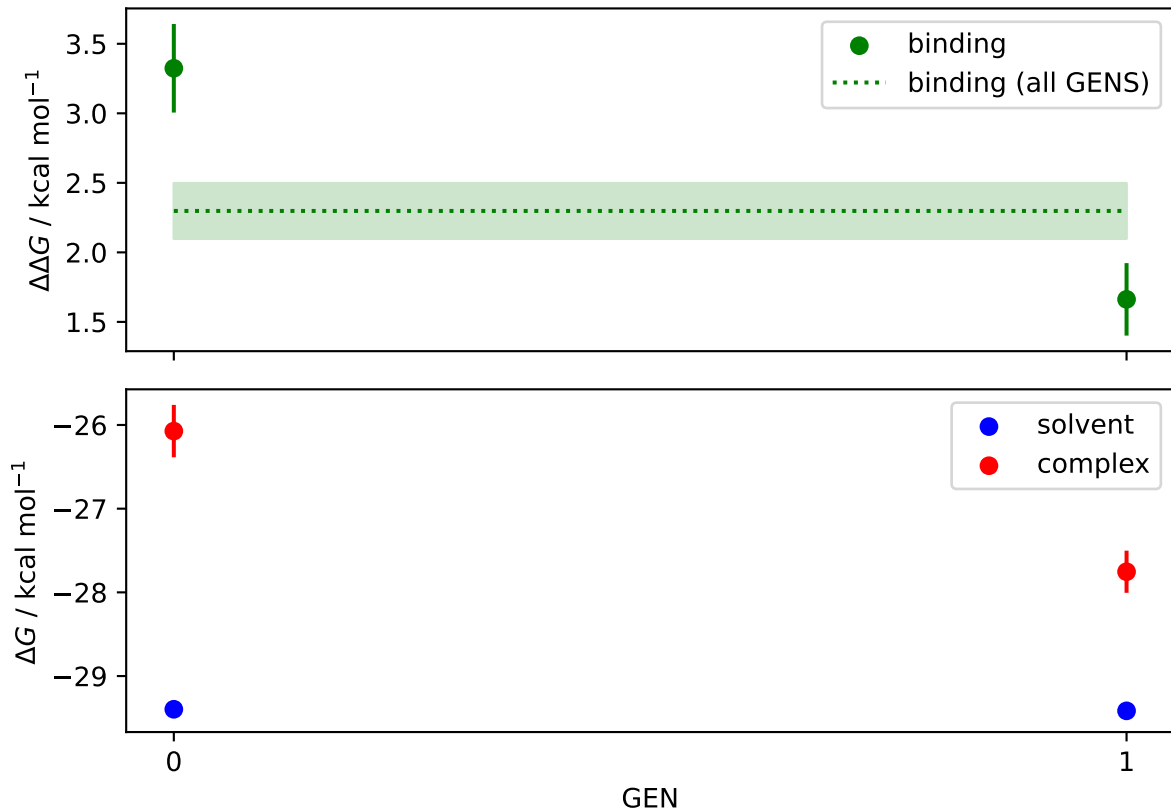 3.5
3.0
2.5
2.0
1.5
ΔΔG / kcal mol⁻¹
binding
binding (all GENS)
−26
−27
−28
−29
ΔG / kcal mol⁻¹
solvent
complex
0
1
GEN